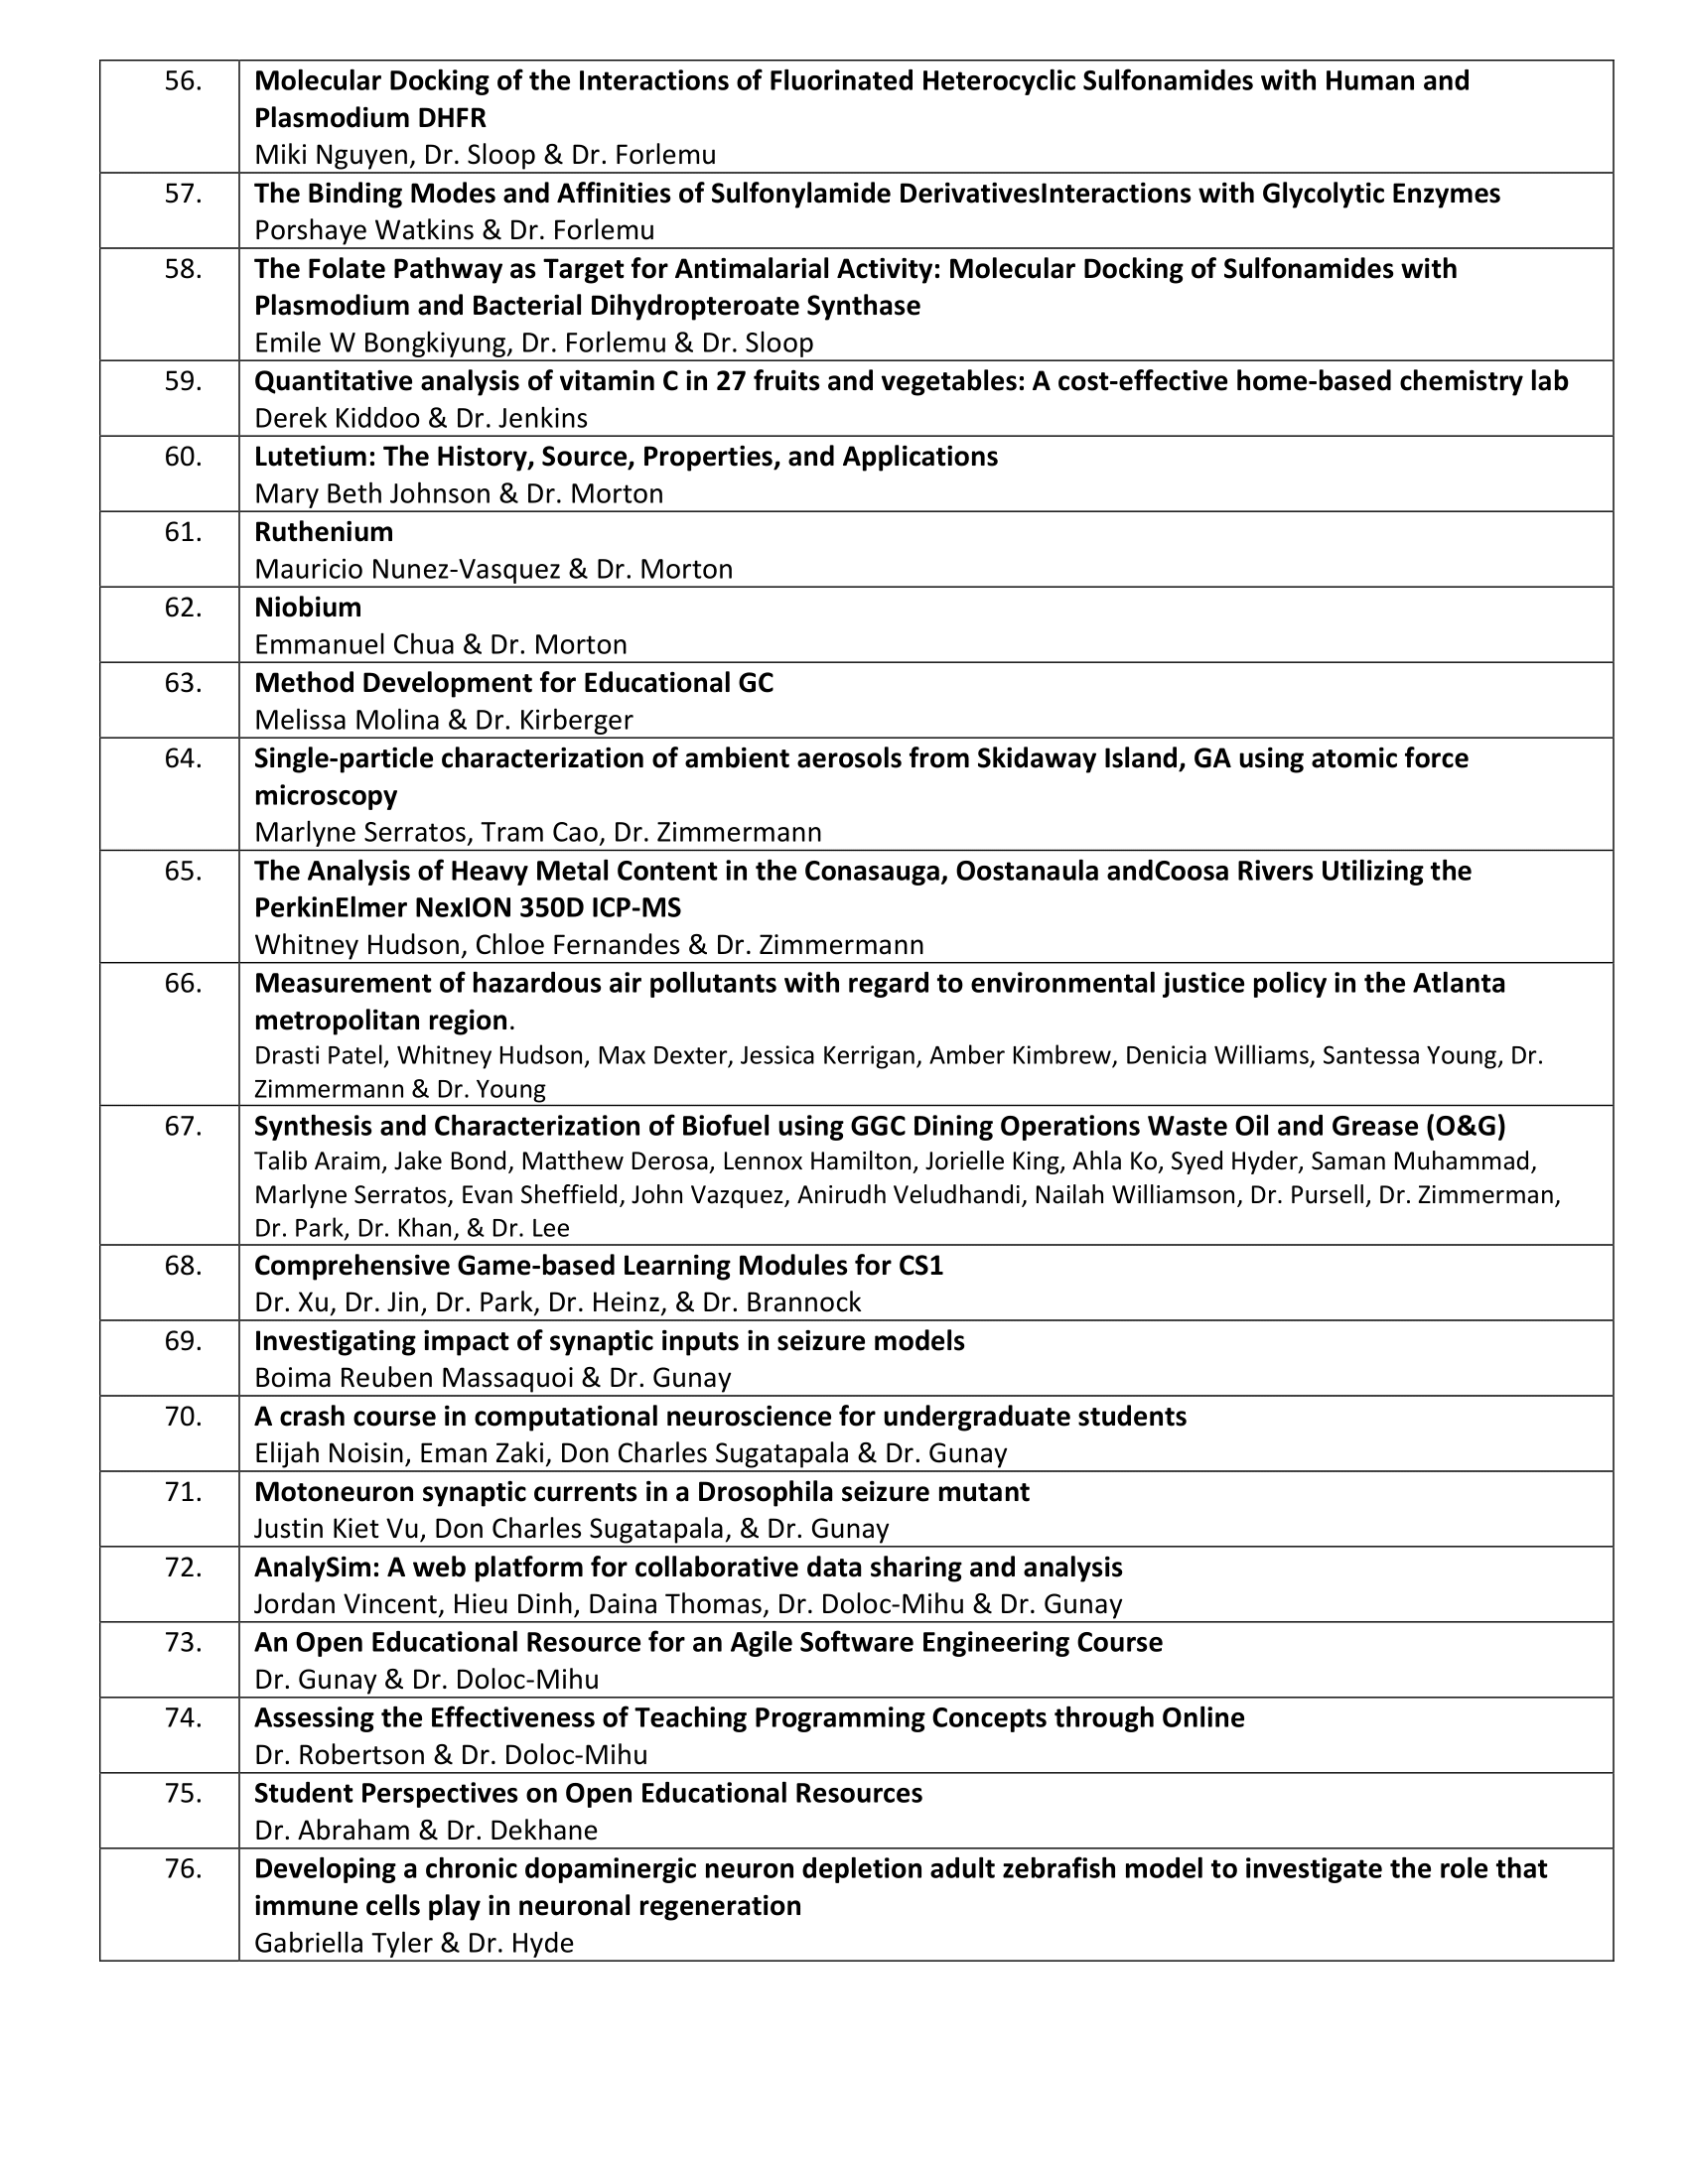 56.
Molecular Docking of the Interactions of Fluorinated Heterocyclic Sulfonamides with Human and
Plasmodium DHFR
Miki Nguyen, Dr. Sloop & Dr. Forlemu
57.
The Binding Modes and Affinities of Sulfonylamide DerivativesInteractions with Glycolytic Enzymes
Porshaye Watkins & Dr. Forlemu
58.
The Folate Pathway as Target for Antimalarial Activity: Molecular Docking of Sulfonamides with
Plasmodium and Bacterial Dihydropteroate Synthase
Emile W Bongkiyung, Dr. Forlemu & Dr. Sloop
59.
Quantitative analysis of vitamin C in 27 fruits and vegetables: A cost-effective home-based chemistry lab
Derek Kiddoo & Dr. Jenkins
60.
Lutetium: The History, Source, Properties, and Applications
Mary Beth Johnson & Dr. Morton
61.
Ruthenium
Mauricio Nunez-Vasquez & Dr. Morton
62.
Niobium
Emmanuel Chua & Dr. Morton
63.
Method Development for Educational GC
Melissa Molina & Dr. Kirberger
64.
Single-particle characterization of ambient aerosols from Skidaway Island, GA using atomic force
microscopy
Marlyne Serratos, Tram Cao, Dr. Zimmermann
65.
The Analysis of Heavy Metal Content in the Conasauga, Oostanaula andCoosa Rivers Utilizing the
PerkinElmer NexION 350D ICP-MS
Whitney Hudson, Chloe Fernandes & Dr. Zimmermann
66.
Measurement of hazardous air pollutants with regard to environmental justice policy in the Atlanta
metropolitan region.
Drasti Patel, Whitney Hudson, Max Dexter, Jessica Kerrigan, Amber Kimbrew, Denicia Williams, Santessa Young, Dr.
Zimmermann & Dr. Young
67.
Synthesis and Characterization of Biofuel using GGC Dining Operations Waste Oil and Grease (O&G)
Talib Araim, Jake Bond, Matthew Derosa, Lennox Hamilton, Jorielle King, Ahla Ko, Syed Hyder, Saman Muhammad,
Marlyne Serratos, Evan Sheffield, John Vazquez, Anirudh Veludhandi, Nailah Williamson, Dr. Pursell, Dr. Zimmerman,
Dr. Park, Dr. Khan, & Dr. Lee
68.
Comprehensive Game-based Learning Modules for CS1
Dr. Xu, Dr. Jin, Dr. Park, Dr. Heinz, & Dr. Brannock
69.
Investigating impact of synaptic inputs in seizure models
Boima Reuben Massaquoi & Dr. Gunay
70.
A crash course in computational neuroscience for undergraduate students
Elijah Noisin, Eman Zaki, Don Charles Sugatapala & Dr. Gunay
71.
Motoneuron synaptic currents in a Drosophila seizure mutant
Justin Kiet Vu, Don Charles Sugatapala, & Dr. Gunay
72.
AnalySim: A web platform for collaborative data sharing and analysis
Jordan Vincent, Hieu Dinh, Daina Thomas, Dr. Doloc-Mihu & Dr. Gunay
73.
An Open Educational Resource for an Agile Software Engineering Course
Dr. Gunay & Dr. Doloc-Mihu
74.
Assessing the Effectiveness of Teaching Programming Concepts through Online
Dr. Robertson & Dr. Doloc-Mihu
75.
Student Perspectives on Open Educational Resources
Dr. Abraham & Dr. Dekhane
76.
Developing a chronic dopaminergic neuron depletion adult zebrafish model to investigate the role that
immune cells play in neuronal regeneration
Gabriella Tyler & Dr. Hyde